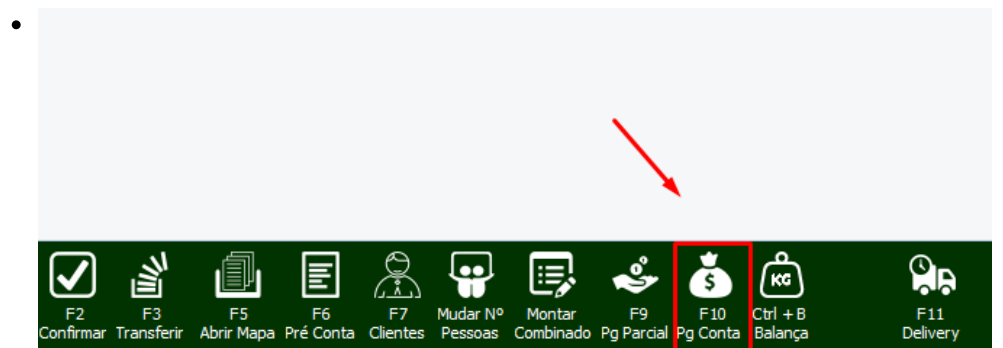 F2
Confirmar
F3
Transferir
F5
Abrir Mapa
F6
Pré Conta
F7
Clientes
Mudar Nº
Pessoas
Montar
Combinado
F9
Pg Parcial
$
F10
Pg Conta
KG
Ctrl + B
Balança
F11
Delivery